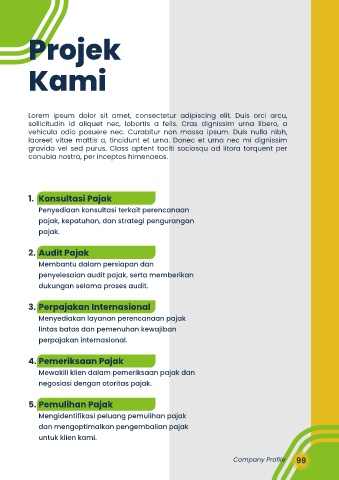 Projek
Kami
Lorem ipsum dolor sit amet, consectetur adipiscing elit. Duis orci arcu,
sollicitudin id aliquet nec, lobortis a felis. Cras dignissim urna libero, a
vehicula odio posuere nec. Curabitur non massa ipsum. Duis nulla nibh,
laoreet vitae mattis a, tincidunt et urna. Donec et urna nec mi dignissim
gravida vel sed purus. Class aptent taciti sociosqu ad litora torquent per
conubia nostra, per inceptos himenaeos.
1. Konsultasi Pajak
Penyediaan konsultasi terkait perencanaan
pajak, kepatuhan, dan strategi pengurangan
pajak.
2. Audit Pajak
Membantu dalam persiapan dan
penyelesaian audit pajak, serta memberikan
dukungan selama proses audit.
3. Perpajakan Internasional
Menyediakan layanan perencanaan pajak
lintas batas dan pemenuhan kewajiban
perpajakan internasional.
4. Pemeriksaan Pajak
Mewakili klien dalam pemeriksaan pajak dan
negosiasi dengan otoritas pajak.
5. Pemulihan Pajak
Mengidentifikasi peluang pemulihan pajak
dan mengoptimalkan pengembalian pajak
untuk klien kami.
Company Profile 99